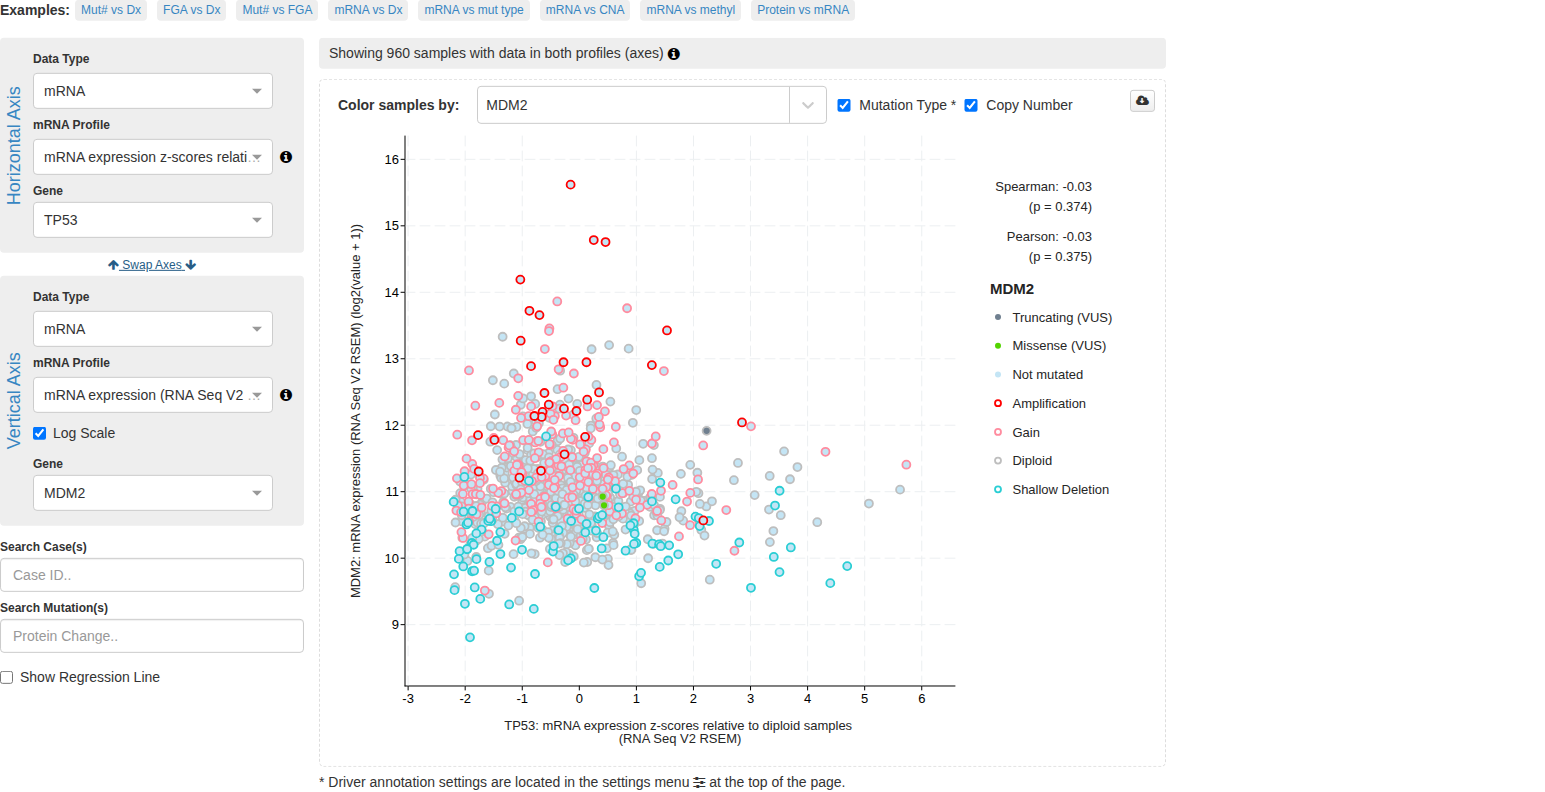 Examples: Mut# vs Dx FGA vs Dx Mut# vs FGA mRNA vs Dx mRNA vs mut type mRNA vs CNA mRNA vs methyl Protein vs mRNA
Horizontal Axis
Data Type
mRNA
mRNA Profile
mRNA expression z-scores relati...
Gene
TP53
Swap Axes
Vertical Axis
Data Type
mRNA
mRNA Profile
mRNA expression (RNA Seq V2 ...
Log Scale
Gene
MDM2
Search Case(s)
Case ID..
Search Mutation(s)
Protein Change..
Show Regression Line
Showing 960 samples with data in both profiles (axes)
Color samples by: MDM2 Mutation Type * Copy Number
MDM2: mRNA expression (RNA Seq V2 RSEM) (log2(value + 1))
16
15
14
13
12
11
10
9
-3 -2 -1 0 1 2 3 4 5 6
TP53: mRNA expression z-scores relative to diploid samples
(RNA Seq V2 RSEM)
Spearman: -0.03
(p = 0.374)
Pearson: -0.03
(p = 0.375)
MDM2
Truncating (VUS)
Missense (VUS)
Not mutated
Amplification
Gain
Diploid
Shallow Deletion
* Driver annotation settings are located in the settings menu at the top of the page.